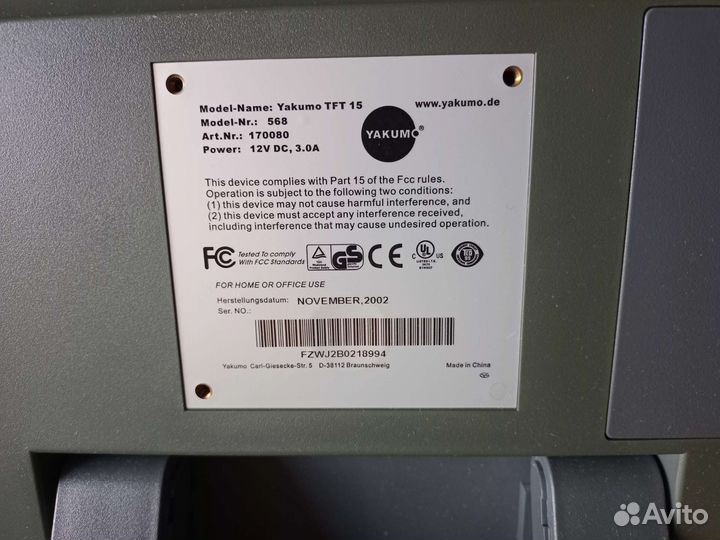 Model-Name: Yakumo TFT 15
www.yakumo.de
Model-Nr.: 568
Art.Nr.: 170080
Power: 12V DC, 3.0A
YAKUMO®
This device complies with Part 15 of the Fcc rules.
Operation is subject to the following two conditions:
(1) this device may not cause harmful interference, and
(2) this device must accept any interference received,
including interference that may cause undesired operation.
FC Tested To comply
With FCC Standards
GS CE C UL US
FOR HOME OR OFFICE USE
Herstellungsdatum: NOVEMBER,2002
Ser. NO.:
FZWJ2B0218994
Yakumo Carl-Giesecke-Str. 5 D-38112 Braunschweig Made in China
Avito